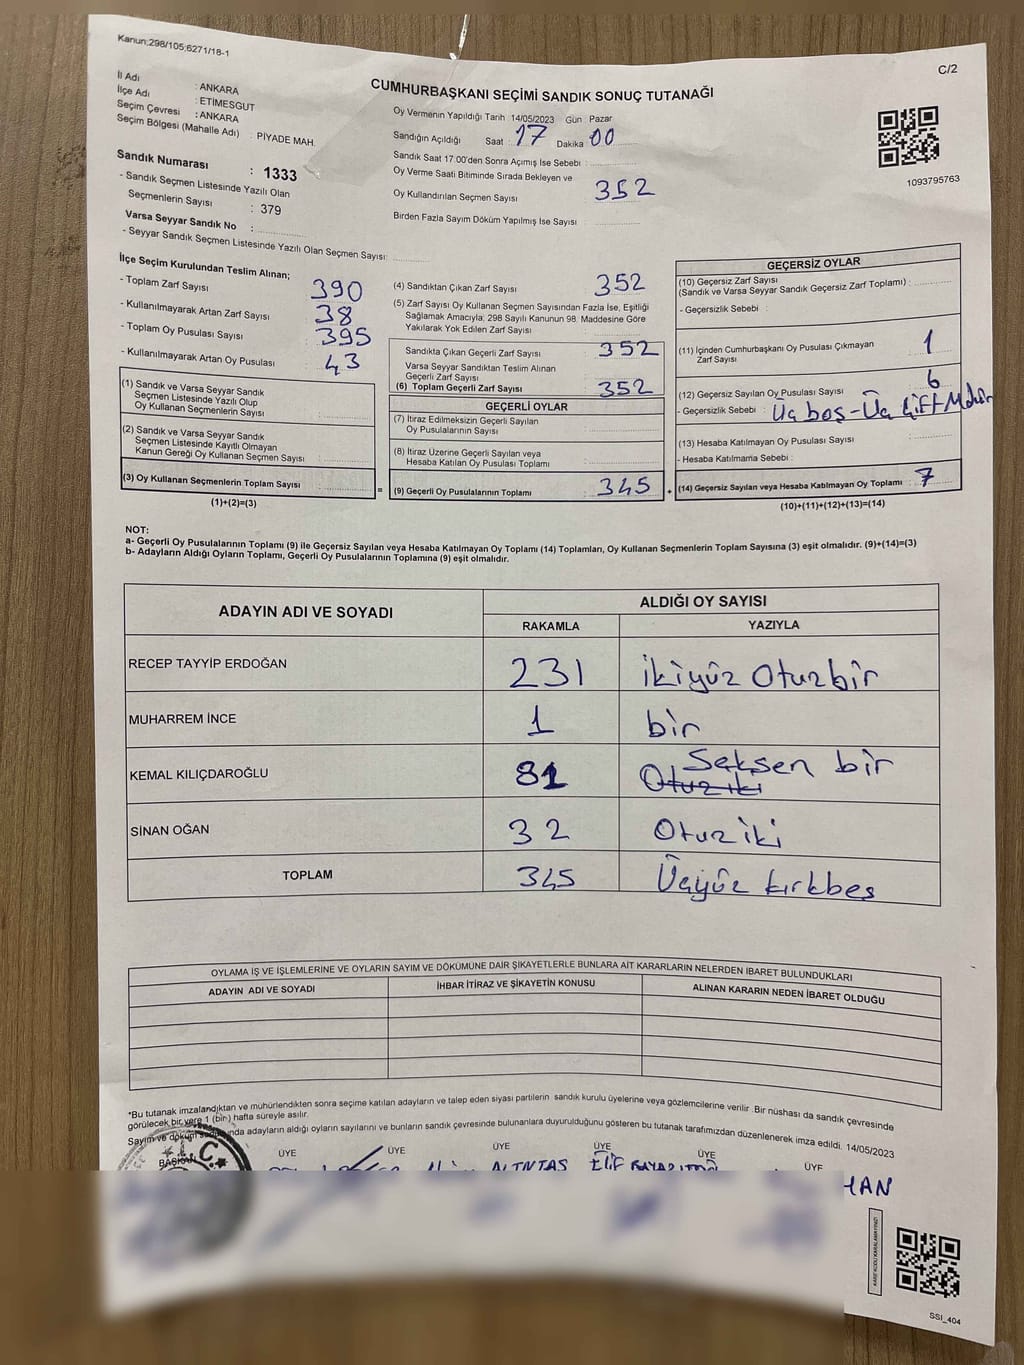 Kanun;298/105;6271/18-1
C/2
CUMHURBAŞKANI SEÇİMİ SANDIK SONUÇ TUTANAĞI
İl Adı : ANKARA
İlçe Adı : ETİMESGUT
Seçim Çevresi : ANKARA
Seçim Bölgesi (Mahalle Adı) : PİYADE MAH.
Sandık Numarası : 1333
- Sandık Seçmen Listesinde Yazılı Olan
Seçmenlerin Sayısı : 379
Varsa Seyyar Sandık No :
- Seyyar Sandık Seçmen Listesinde Yazılı Olan Seçmen Sayısı:
Oy Vermenin Yapıldığı Tarih 14/05/2023 Gün Pazar
Sandığın Açıldığı Saat : 17 Dakika 00
Sandık Saat 17:00'den Sonra Açımış İse Sebebi :
Oy Verme Saati Bitiminde Sırada Bekleyen ve
Oy Kullandırılan Seçmen Sayısı 352
Birden Fazla Sayım Döküm Yapılmış İse Sayısı :
1093795763
İlçe Seçim Kurulundan Teslim Alınan;
- Toplam Zarf Sayısı 390
- Kullanılmayarak Artan Zarf Sayısı 38
- Toplam Oy Pusulası Sayısı 395
- Kullanılmayarak Artan Oy Pusulası 43
(1) Sandık ve Varsa Seyyar Sandık
Seçmen Listesinde Yazılı Olup
Oy Kullanan Seçmenlerin Sayısı :
(2) Sandık ve Varsa Seyyar Sandık
Seçmen Listesinde Kayıtlı Olmayan
Kanun Gereği Oy Kullanan Seçmen Sayısı :
(3) Oy Kullanan Seçmenlerin Toplam Sayısı :
(1)+(2)=(3)
(4) Sandıktan Çıkan Zarf Sayısı : 352
(5) Zarf Sayısı Oy Kullanan Seçmen Sayısından Fazla İse, Eşitliği
Sağlamak Amacıyla; 298 Sayılı Kanunun 98. Maddesine Göre
Yakılarak Yok Edilen Zarf Sayısı :
Sandıkta Çıkan Geçerli Zarf Sayısı : 352
Varsa Seyyar Sandıktan Teslim Alınan
Geçerli Zarf Sayısı :
(6) Toplam Geçerli Zarf Sayısı : 352
GEÇERLİ OYLAR
(7) İtiraz Edilmeksizin Geçerli Sayılan
Oy Pusulalarının Sayısı :
(8) İtiraz Üzerine Geçerli Sayılan veya
Hesaba Katılan Oy Pusulası Toplamı :
=
(9) Geçerli Oy Pusulalarının Toplamı : 345
+
GEÇERSİZ OYLAR
(10) Geçersiz Zarf Sayısı
(Sandık ve Varsa Seyyar Sandık Geçersiz Zarf Toplamı) :
- Geçersizlik Sebebi :
(11) İçinden Cumhurbaşkanı Oy Pusulası Çıkmayan
Zarf Sayısı : 1
(12) Geçersiz Sayılan Oy Pusulası Sayısı : 6
- Geçersizlik Sebebi : Üç boş-Üç Çift Mühür
(13) Hesaba Katılmayan Oy Pusulası Sayısı :
- Hesaba Katılmama Sebebi :
(14) Geçersiz Sayılan veya Hesaba Katılmayan Oy Toplamı : 7
(10)+(11)+(12)+(13)=(14)
NOT:
a- Geçerli Oy Pusulalarının Toplamı (9) ile Geçersiz Sayılan veya Hesaba Katılmayan Oy Toplamı (14) Toplamları, Oy Kullanan Seçmenlerin Toplam Sayısına (3) eşit olmalıdır. (9)+(14)=(3)
b- Adayların Aldığı Oyların Toplamı, Geçerli Oy Pusulalarının Toplamına (9) eşit olmalıdır.
ADAYIN ADI VE SOYADI ALDIĞI OY SAYISI
RAKAMLA YAZIYLA
RECEP TAYYİP ERDOĞAN 231 ikiyüz Otuzbir
MUHARREM İNCE 1 bir
KEMAL KILIÇDAROĞLU 81 Seksen bir
Otuz iki
SİNAN OĞAN 32 Otuz iki
TOPLAM 345 Üçyüz kırkbeş
OYLAMA İŞ VE İŞLEMLERİNE VE OYLARIN SAYIM VE DÖKÜMÜNE DAİR ŞİKAYETLERLE BUNLARA AİT KARARLARIN NELERDEN İBARET BULUNDUKLARI
ADAYIN ADI VE SOYADI İHBAR İTİRAZ VE ŞİKAYETİN KONUSU ALINAN KARARIN NEDEN İBARET OLDUĞU
*Bu tutanak imzalandıktan ve mühürlendikten sonra seçime katılan adayların ve talep eden siyasi partilerin sandık kurulu üyelerine veya gözlemcilerine verilir .Bir nüshası da sandık çevresinde
görülecek bir yere 1 (bir) hafta süreyle asılır.
Sayım ve döküm sonunda adayların aldığı oyların sayılarını ve bunların sandık çevresinde bulunanlara duyurulduğunu gösteren bu tutanak tarafımızdan düzenlenerek imza edildi. 14/05/2023
BAŞKAN ÜYE ÜYE ÜYE ÜYE ÜYE ÜYE
ALTNTAS ELİF
HAN
SSI_404